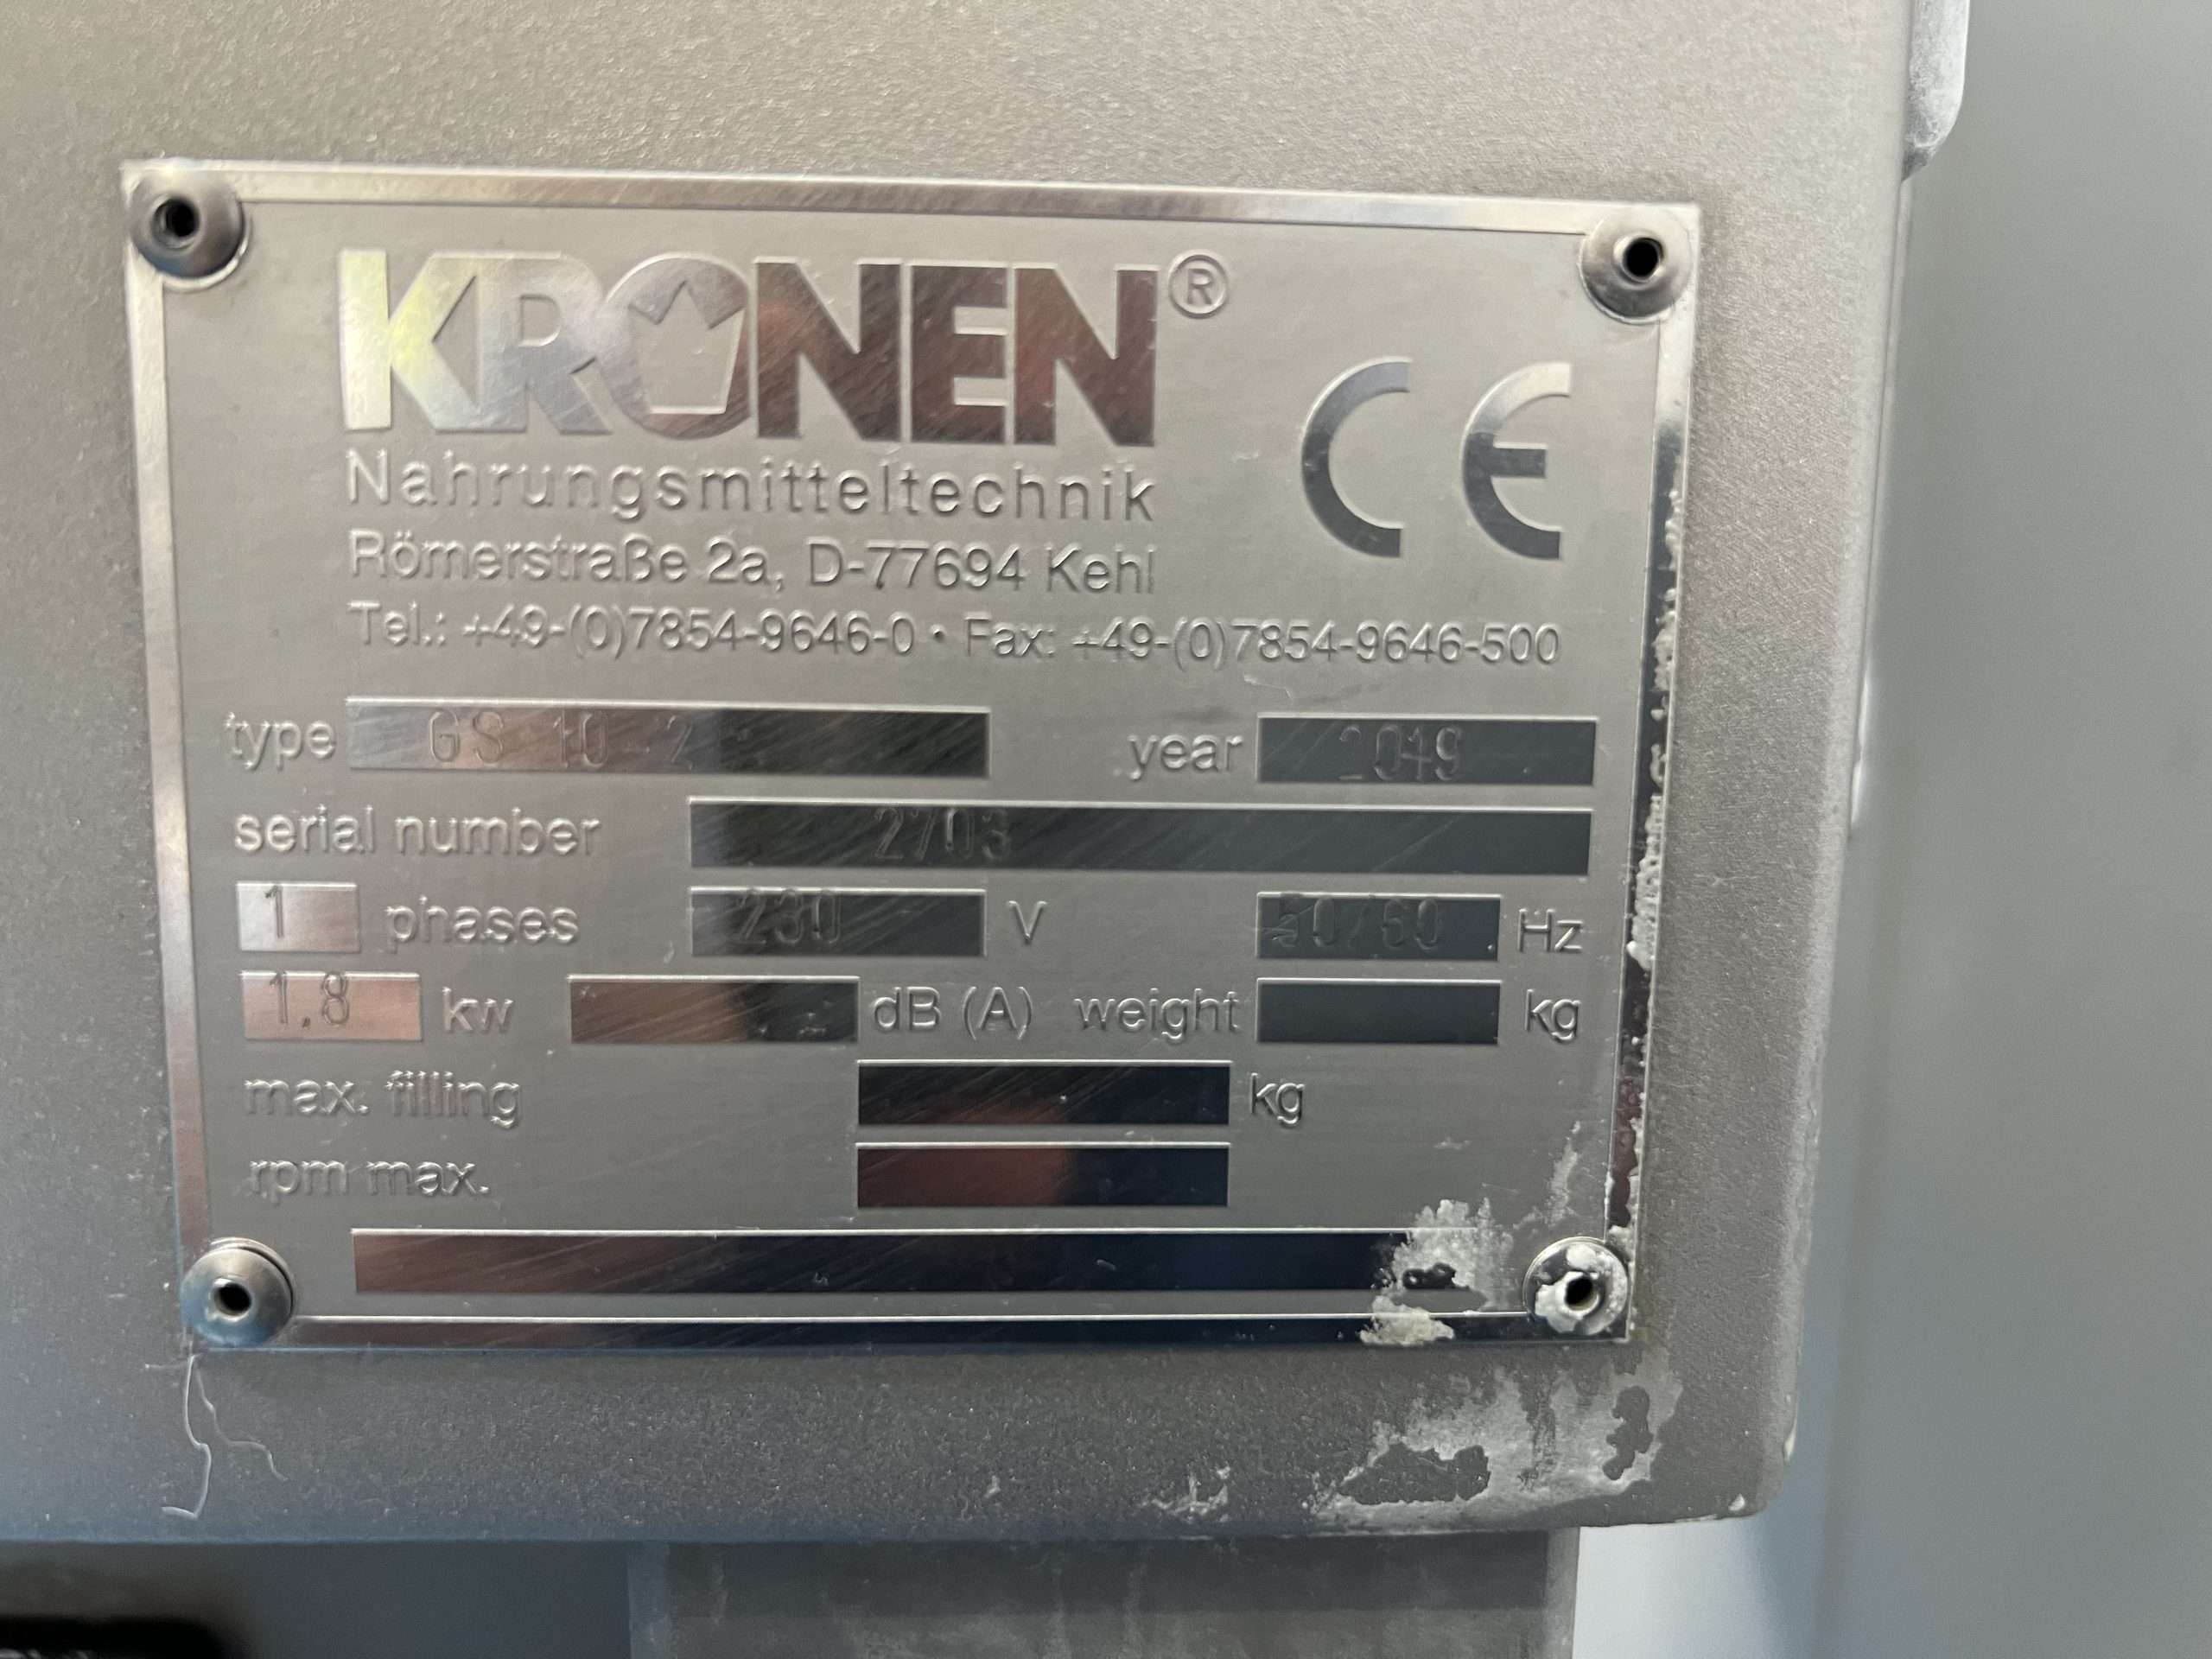 KRONEN®
CE
Nahrungsmitteltechnik
Römerstraße 2a, D-77694 Kehl
Tel.: +49-(0)7854-9646-0 • Fax: +49-(0)7854-9646-500
type GS 10-2 year 2019
serial number 2703
1 phases 230 V 50/60 Hz
1,8 kw dB (A) weight kg
max. filling kg
rpm max.